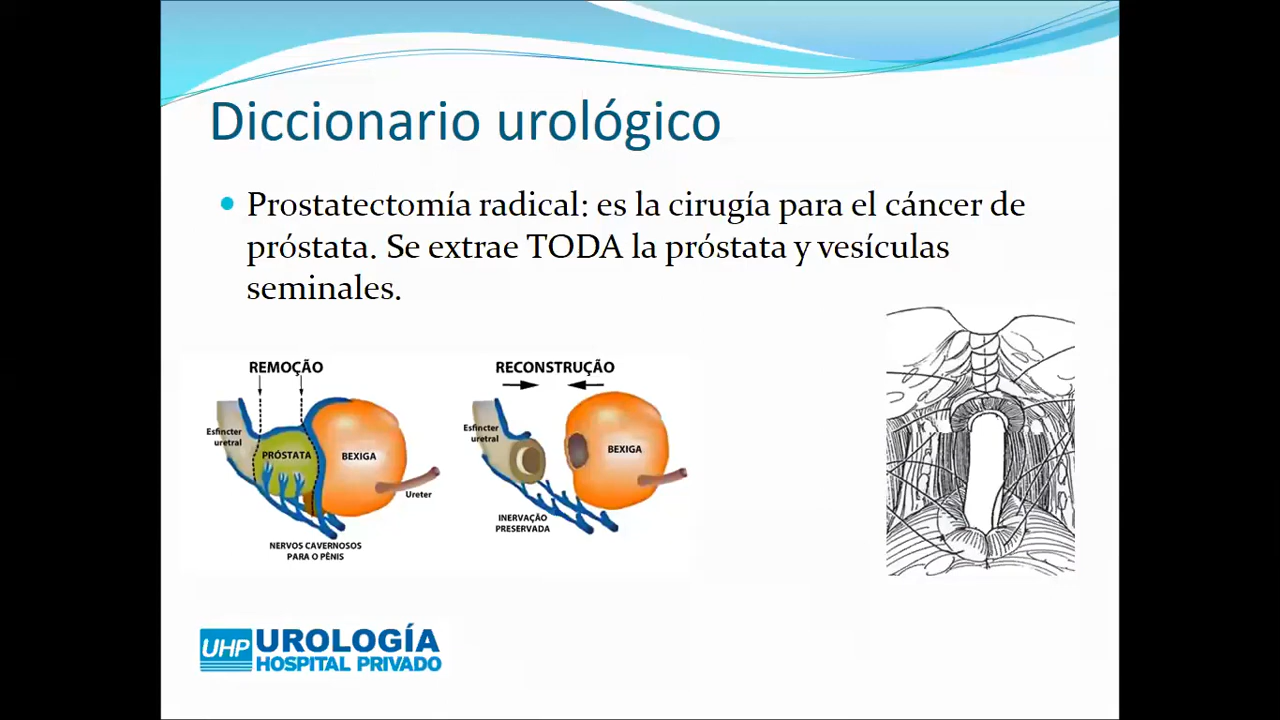 Diccionario urológico
Prostatectomía radical: es la cirugía para el cáncer de
próstata. Se extrae TODA la próstata y vesículas
seminales.
REMOÇÃO
Esfíncter
uretral
PRÓSTATA
BEXIGA
Ureter
NERVOS CAVERNOSOS
PARA O PÊNIS
RECONSTRUÇÃO
Esfíncter
uretral
BEXIGA
INERVAÇÃO
PRESERVADA
UHP UROLOGÍA
HOSPITAL PRIVADO